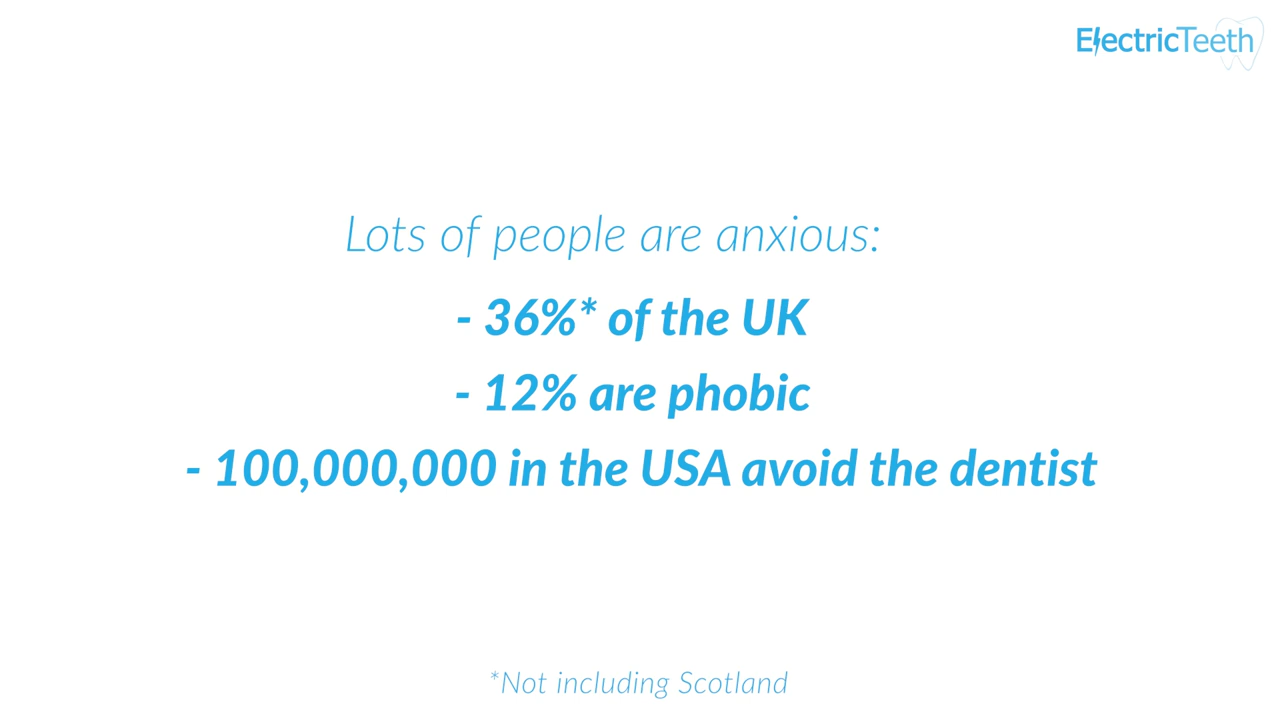 ElectricTeeth
Lots of people are anxious:
- 36%* of the UK
- 12% are phobic
- 100,000,000 in the USA avoid the dentist
*Not including Scotland